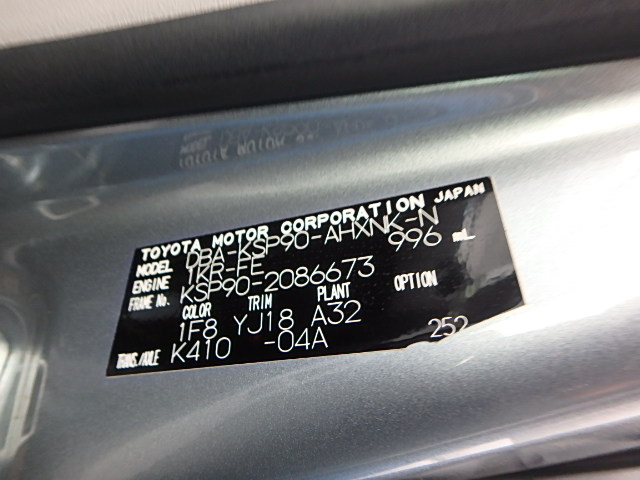 TOYOTA MOTOR CORPORATION JAPAN
MODEL DBA-KSP90-AHXNK-N
ENGINE 1KR-FE 996 mL
FRAME No. KSP90-2086673
COLOR TRIM PLANT OPTION
1F8 YJ18 A32
TRANS./AXLE K410 -04A 252